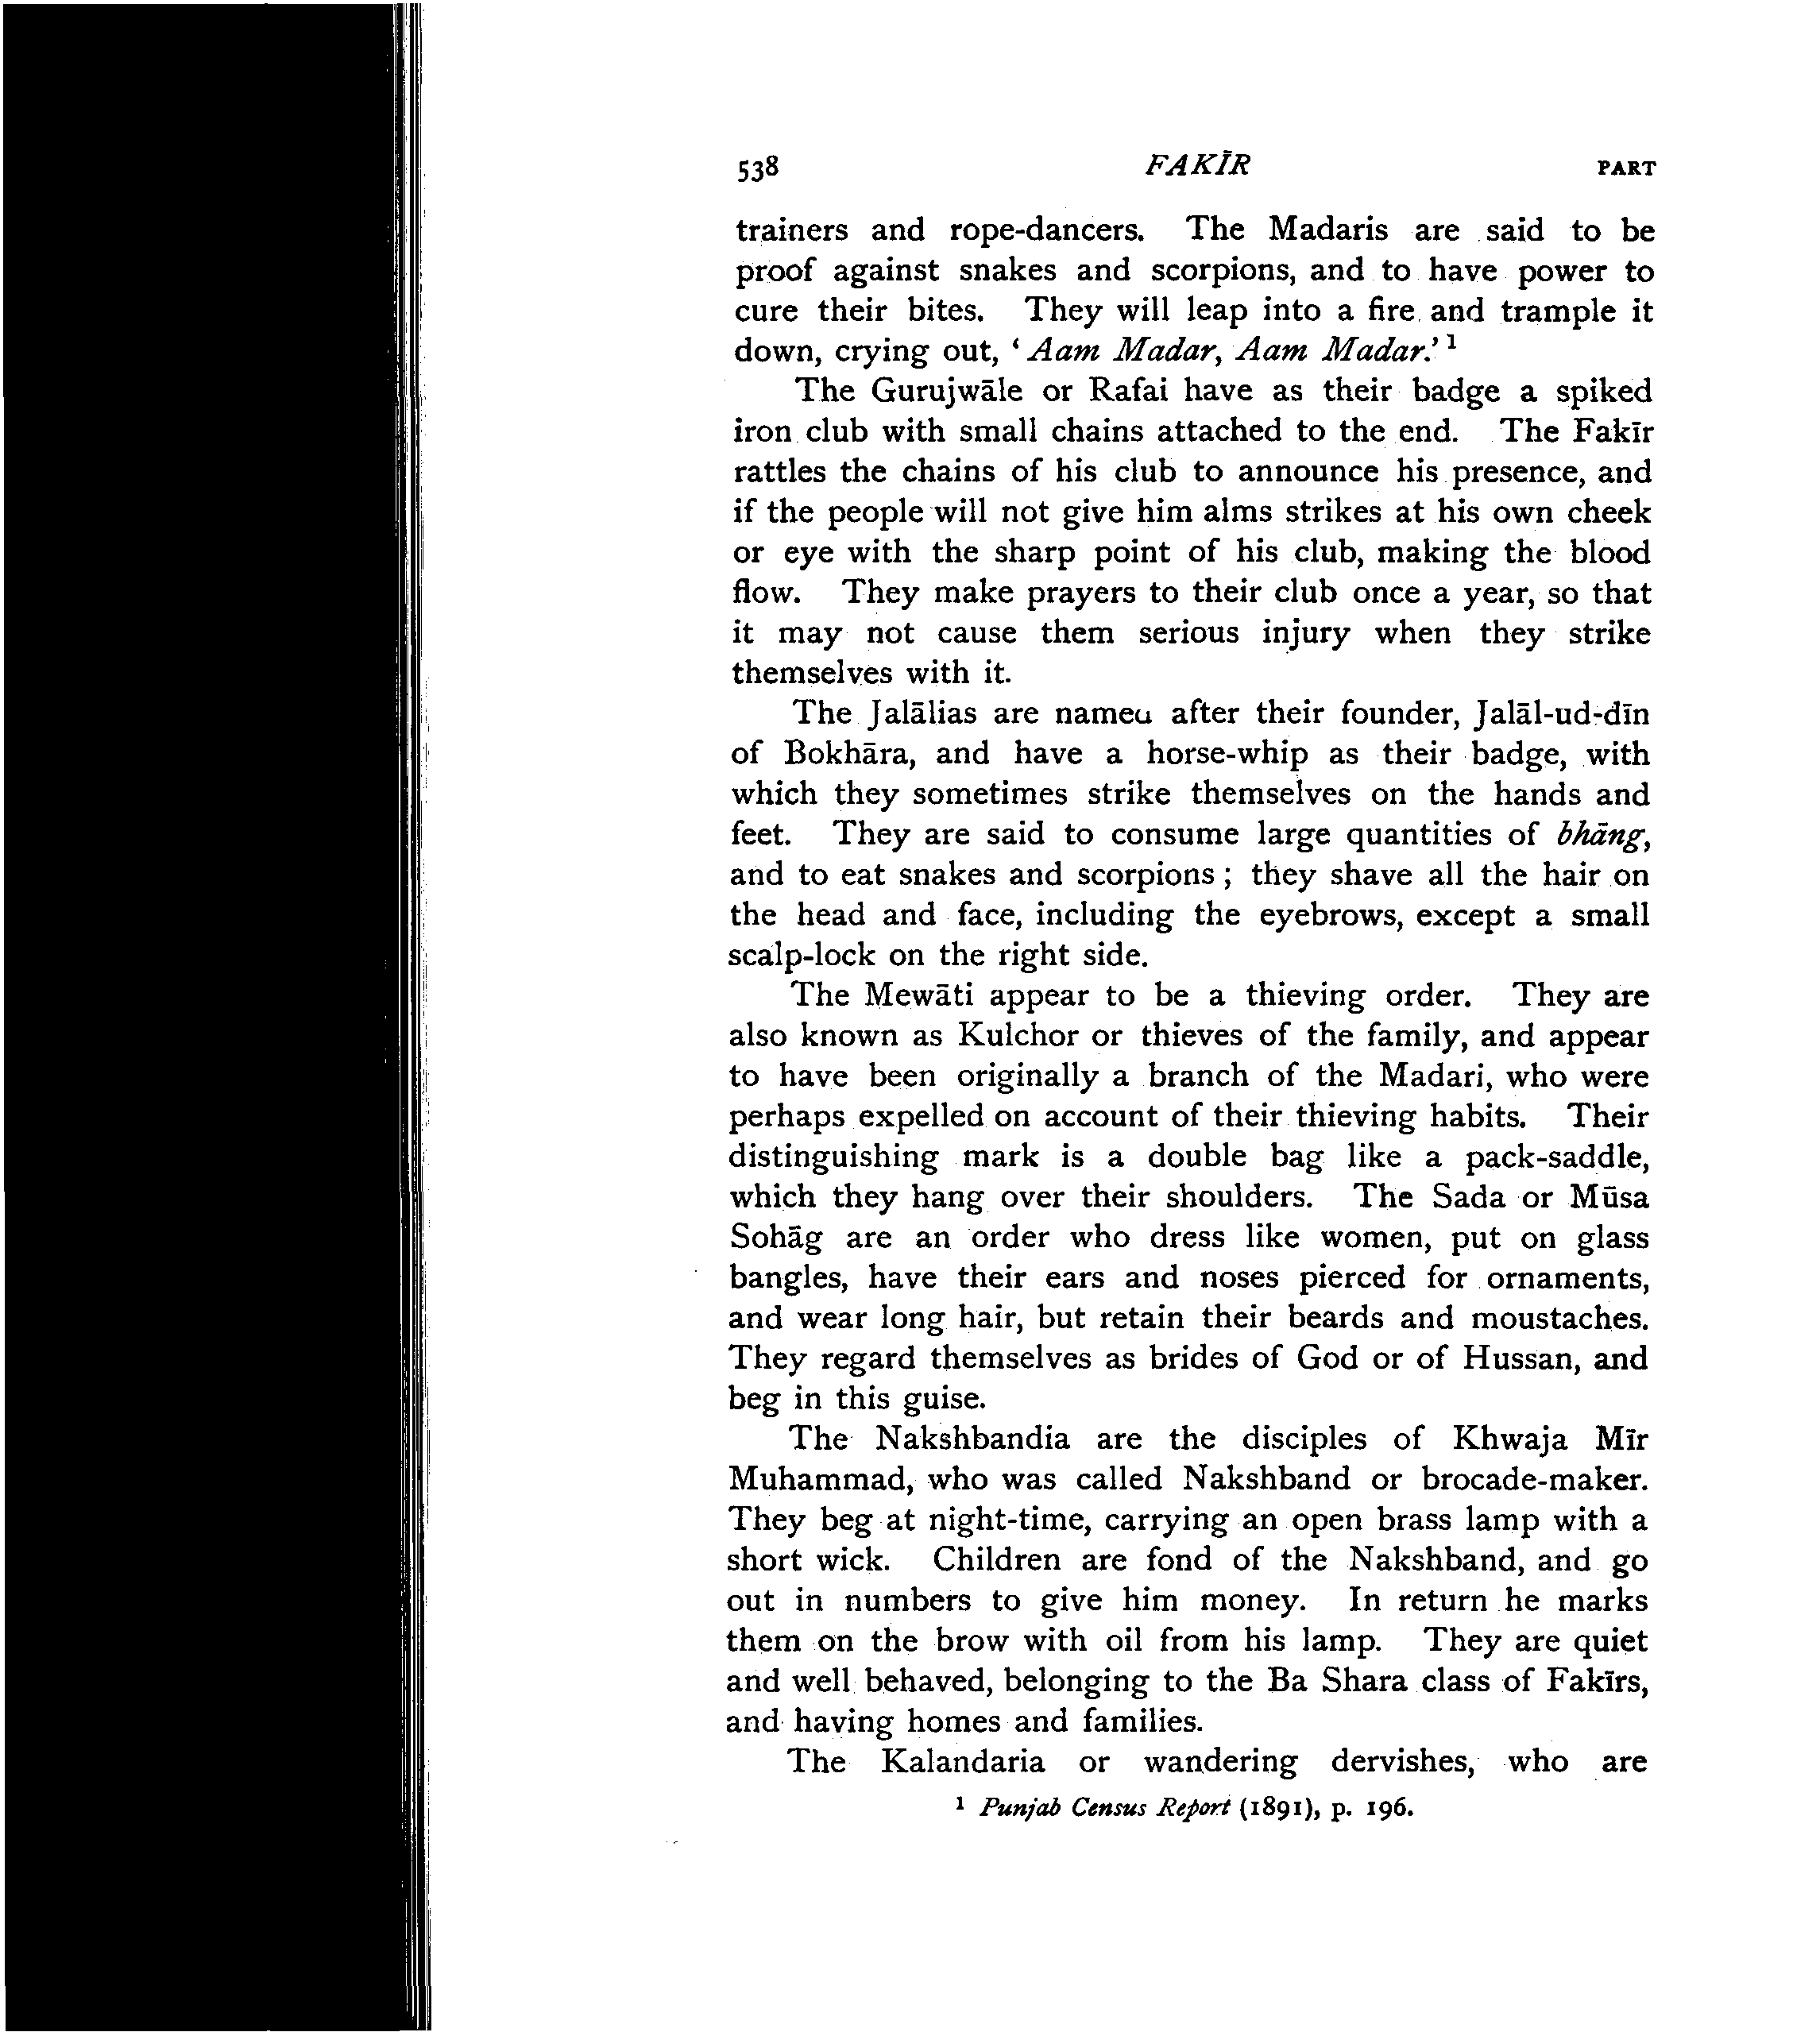 538 FAKĪR PART
trainers and rope-dancers. The Madaris are said to be
proof against snakes and scorpions, and to have power to
cure their bites. They will leap into a fire and trample it
down, crying out, ‘Aam Madar, Aam Madar.’ 1
The Gurujwāle or Rafai have as their badge a spiked
iron club with small chains attached to the end. The Fakīr
rattles the chains of his club to announce his presence, and
if the people will not give him alms strikes at his own cheek
or eye with the sharp point of his club, making the blood
flow. They make prayers to their club once a year, so that
it may not cause them serious injury when they strike
themselves with it.
The Jalālias are named after their founder, Jalāl-ud-dīn
of Bokhāra, and have a horse-whip as their badge, with
which they sometimes strike themselves on the hands and
feet. They are said to consume large quantities of bhāng,
and to eat snakes and scorpions ; they shave all the hair on
the head and face, including the eyebrows, except a small
scalp-lock on the right side.
The Mewāti appear to be a thieving order. They are
also known as Kulchor or thieves of the family, and appear
to have been originally a branch of the Madari, who were
perhaps expelled on account of their thieving habits. Their
distinguishing mark is a double bag like a pack-saddle,
which they hang over their shoulders. The Sada or Mūsa
Sohāg are an order who dress like women, put on glass
bangles, have their ears and noses pierced for ornaments,
and wear long hair, but retain their beards and moustaches.
They regard themselves as brides of God or of Hussan, and
beg in this guise.
The Nakshbandia are the disciples of Khwaja Mīr
Muhammad, who was called Nakshband or brocade-maker.
They beg at night-time, carrying an open brass lamp with a
short wick. Children are fond of the Nakshband, and go
out in numbers to give him money. In return he marks
them on the brow with oil from his lamp. They are quiet
and well behaved, belonging to the Ba Shara class of Fakīrs,
and having homes and families.
The Kalandaria or wandering dervishes, who are
1 Punjab Census Report (1891), p. 196.